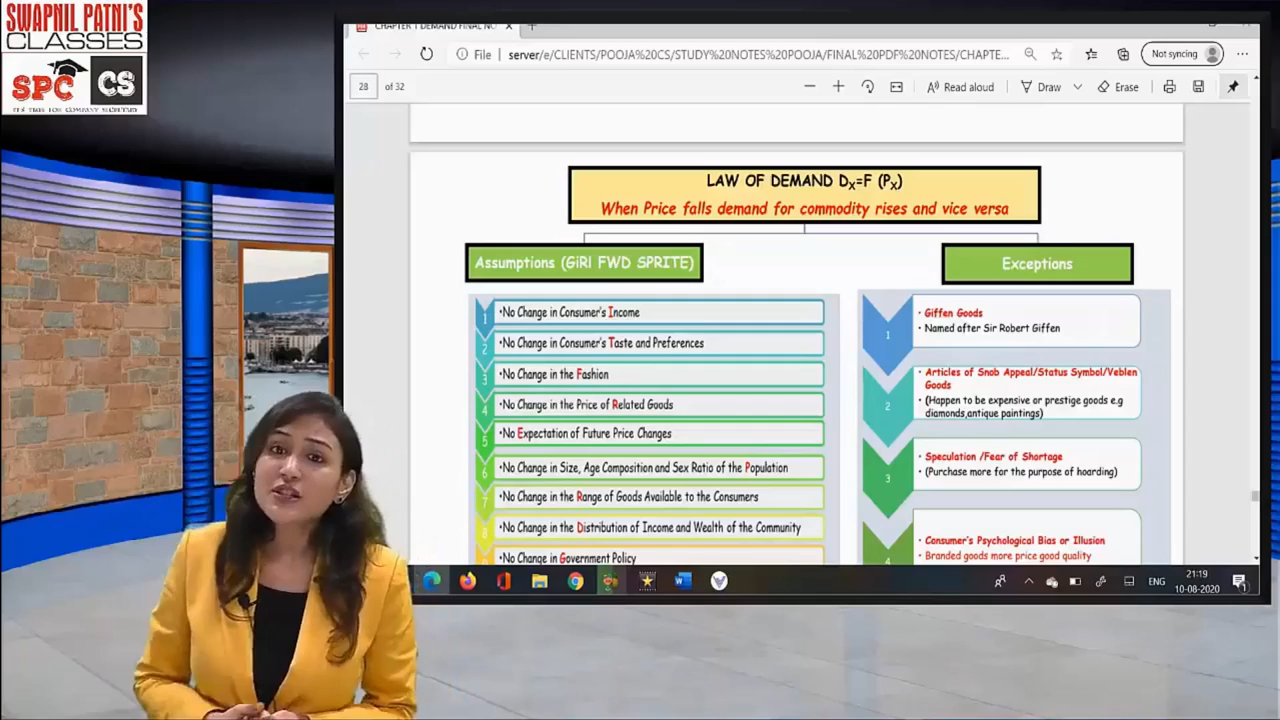 SWAPNIL PATNI'S
CLASSES
SPC CS
CHAPTER 1 DEMAND FINAL NO
File server/e/CLIENTS/POOJA%20CS/STUDY%20NOTES%20POOJA/FINAL%20PDF%20NOTES/CHAPTE...
Not syncing
28 of 32
Read aloud
Draw
Erase
LAW OF DEMAND DX=F (PX)
When Price falls demand for commodity rises and vice versa
Assumptions (GiRl FWD SPRITE)
1 •No Change in Consumer's Income
2 •No Change in Consumer's Taste and Preferences
3 •No Change in the Fashion
4 •No Change in the Price of Related Goods
5 •No Expectation of Future Price Changes
6 •No Change in Size, Age Composition and Sex Ratio of the Population
7 •No Change in the Range of Goods Available to the Consumers
8 •No Change in the Distribution of Income and Wealth of the Community
•No Change in Government Policy
Exceptions
1
• Giffen Goods
• Named after Sir Robert Giffen
2
• Articles of Snob Appeal/Status Symbol/Veblen
Goods
• (Happen to be expensive or prestige goods e.g
diamonds,antique paintings)
3
• Speculation /Fear of Shortage
• (Purchase more for the purpose of hoarding)
4
• Consumer's Psychological Bias or Illusion
• Branded goods more price good quality
ENG
21:19
10-08-2020
1